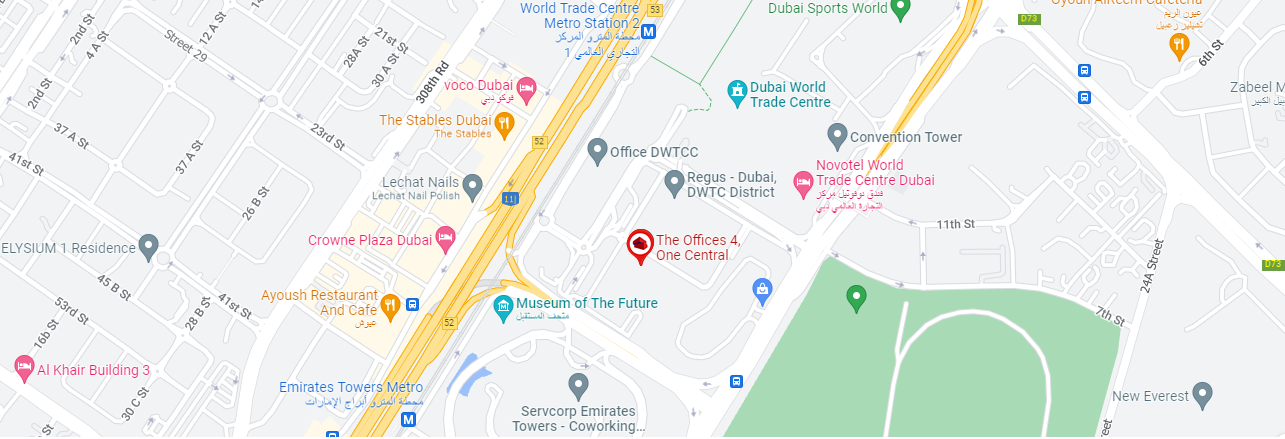 2nd St
4 A St
Street 29
12 A St
21st St
28A St
30 A St
308th Rd
World Trade Centre
Metro Station 2
محطة المترو المركز
التجاري العالمي 1
M
53
Dubai Sports World
D73
عيون الريم
6th St
2nd St
37 A St
41st St
37 A St
23rd St
26 B St
voco Dubai
فوكو دبي
The Stables Dubai
The Stables
52
Dubai World
Trade Centre
Convention Tower
Zabeel M
Office DWTCC
Regus - Dubai,
DWTC District
Novotel World
Trade Centre Dubai
فندق نوفوتيل مركز
التجارة العالمي دبي
Lechat Nails
Lechat Nail Polish
11
11th St
Crowne Plaza Dubai
The Offices 4,
One Central
ELYSIUM 1 Residence
45 B St
41st St
28 B St
53rd St
16b St
30 C St
24A Street
D73
7th St
Ayoush Restaurant
And Cafe
عيوش
52
Museum of The Future
متحف المستقبل
Al Khair Building 3
Emirates Towers Metro
محطة المترو أبراج الإمارات
M
Servcorp Emirates
Towers - Coworking...
New Everest